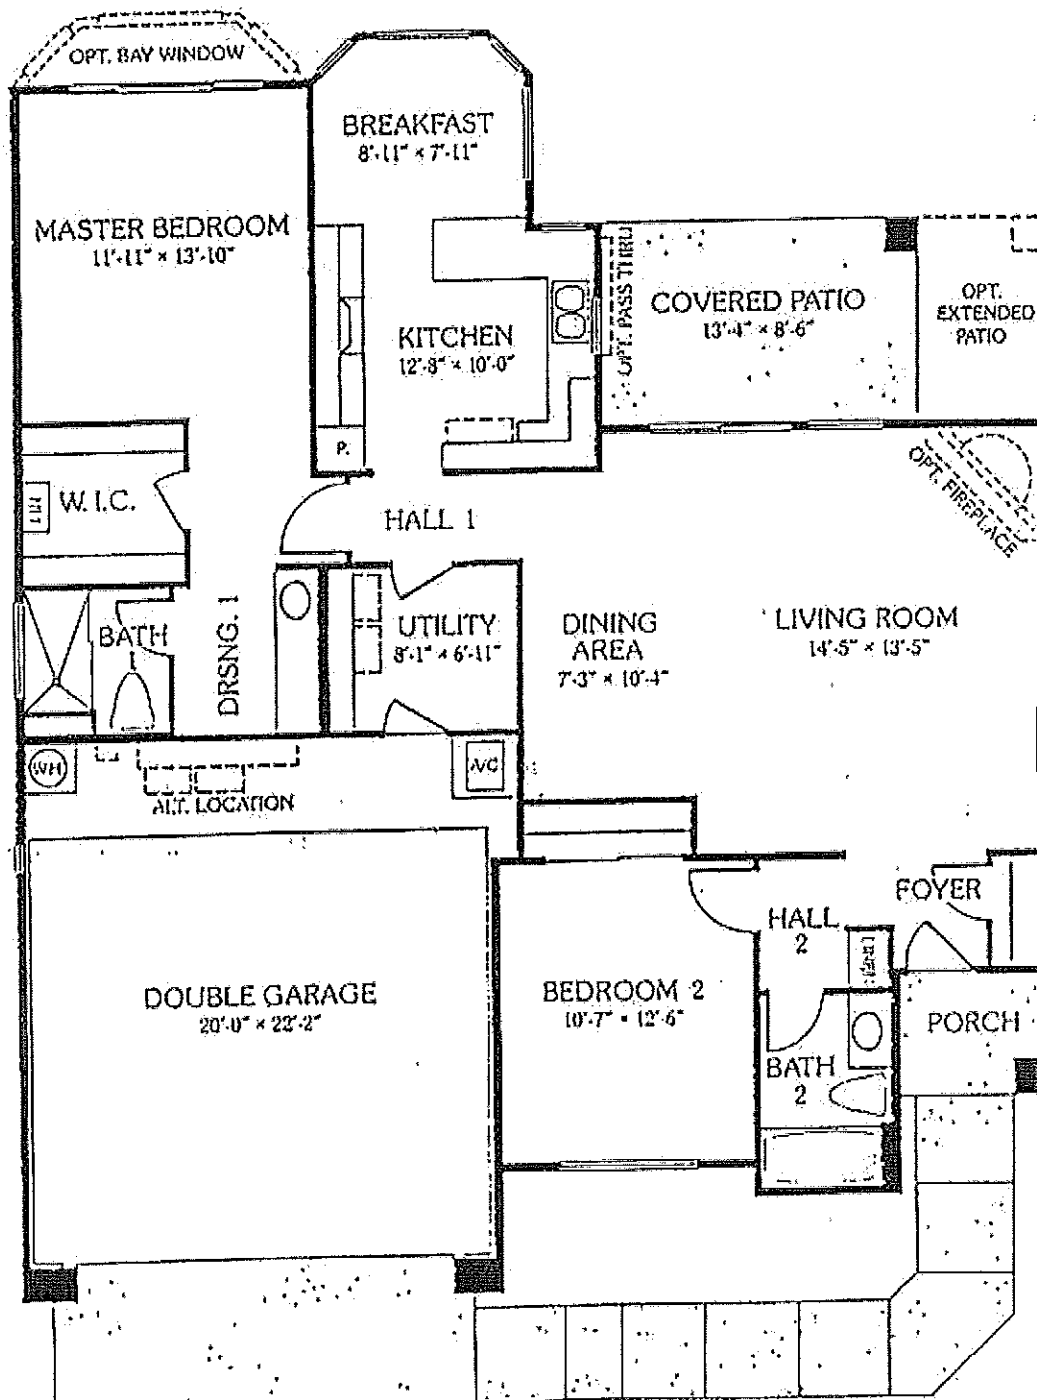 OPT. BAY WINDOW
BREAKFAST
8'-11" × 7'-11"
MASTER BEDROOM
11'-11" × 13'-10"
OPT. PASS THRU
COVERED PATIO
13'-4" × 8'-6"
OPT.
EXTENDED
PATIO
KITCHEN
12'-8" × 10'-0"
P.
OPT. FIREPLACE
W.I.C.
HALL 1
BATH
1
DRSNG. 1
UTILITY
8'-1" × 6'-11"
DINING
AREA
7'-3" × 10'-4"
LIVING ROOM
14'-5" × 13'-5"
WH
A/C
ALT. LOCATION
FOYER
HALL
2
LINEN
DOUBLE GARAGE
20'-0" × 22'-2"
BEDROOM 2
10'-7" × 12'-6"
PORCH
BATH
2